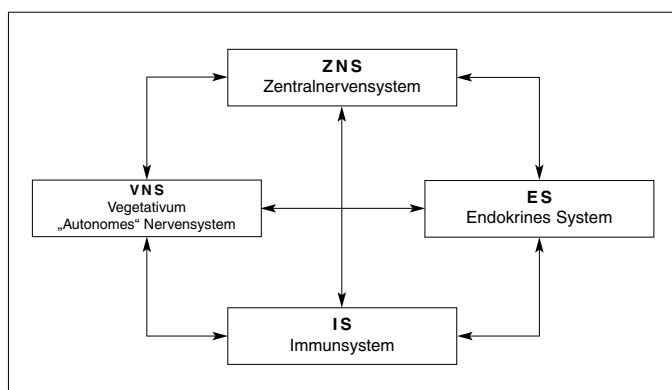 ZNS
Zentralnervensystem
VNS
Vegetativum
„Autonomes“ Nervensystem
ES
Endokrines System
IS
Immunsystem